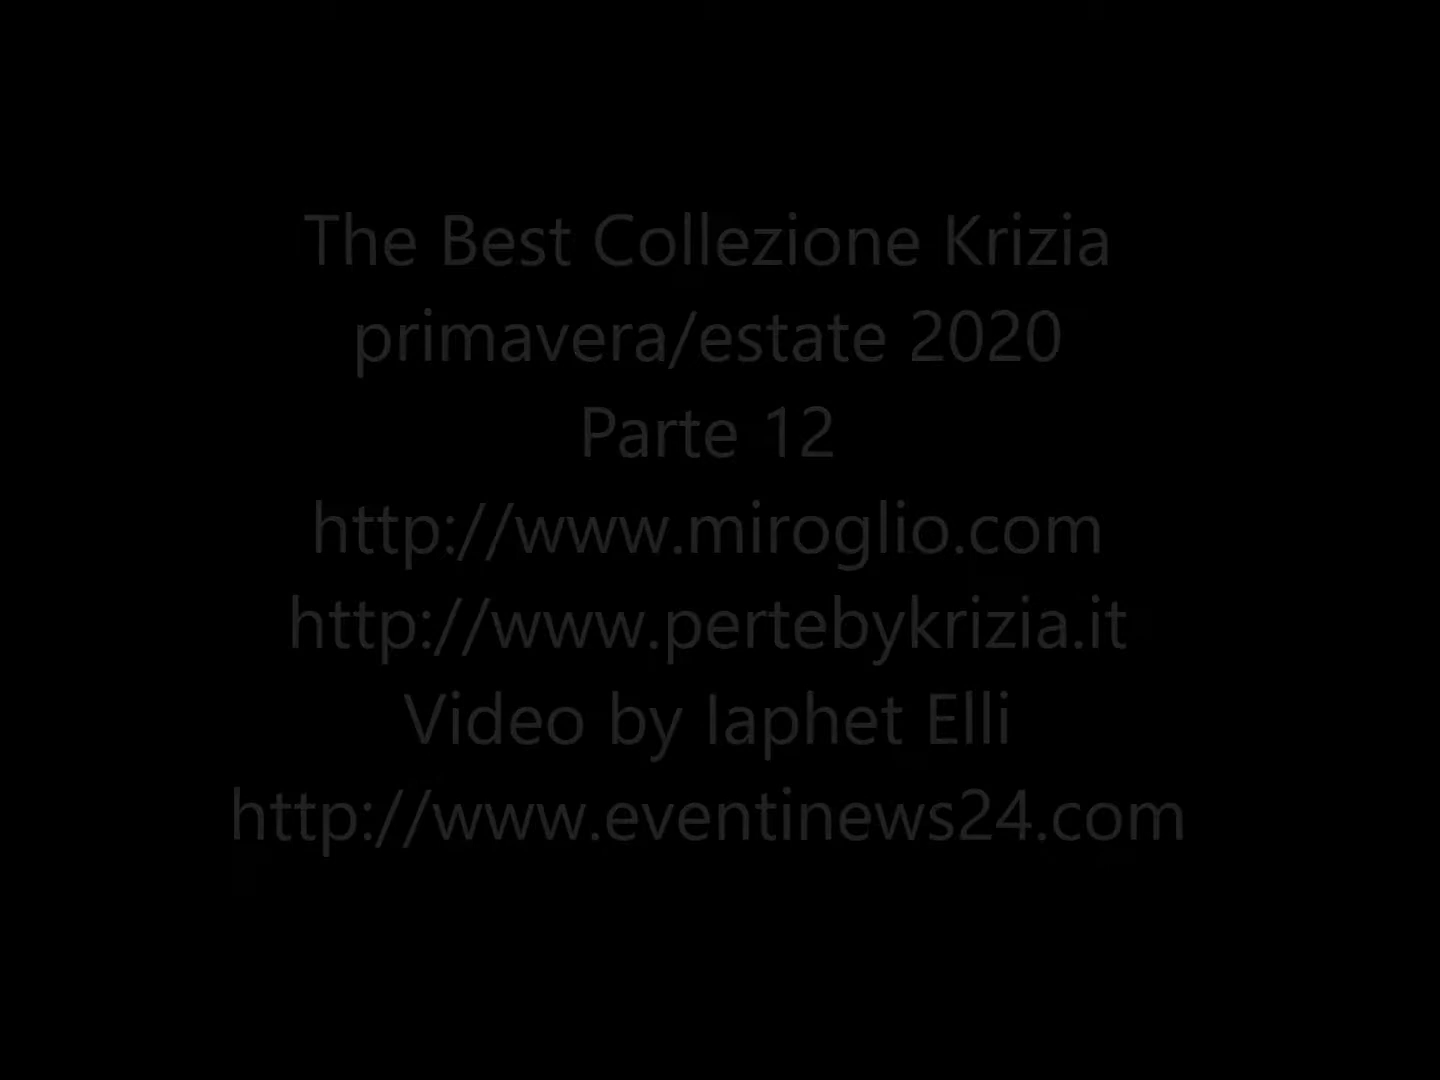 The Best Collezione Krizia
primavera/estate 2020
Parte 12
http://www.miroglio.com
http://www.pertebykrizia.it
Video by Iaphet Elli
http://www.eventinews24.com